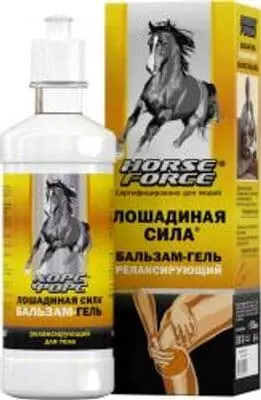 HORSE
FORCE®
Сертифицировано для людей
ЛОШАДИНАЯ
СИЛА®
БАЛЬЗАМ-ГЕЛЬ
РЕЛАКСИРУЮЩИЙ
ХОРС
ФОРС
ЛОШАДИНАЯ СИЛА
БАЛЬЗАМ-ГЕЛЬ
релаксирующий
для тела